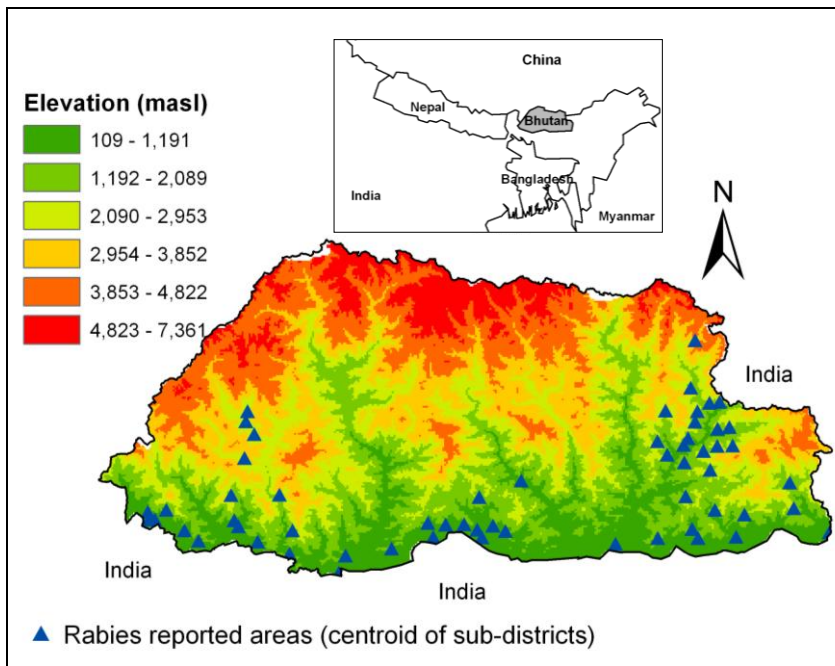 China
Nepal
Bhutan
Bangladesh
India
Myanmar
Elevation (masl)
109 - 1,191
1,192 - 2,089
2,090 - 2,953
2,954 - 3,852
3,853 - 4,822
4,823 - 7,361
N
India
India
India
Rabies reported areas (centroid of sub-districts)